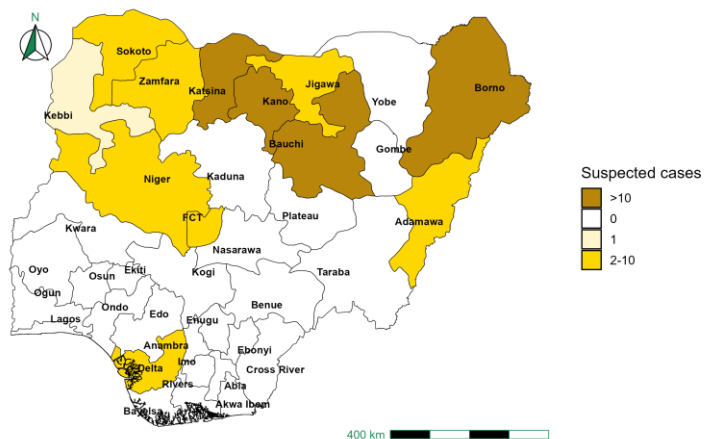 N
Sokoto
Zamfara
Katsina
Jigawa
Kano
Yobe
Borno
Kebbi
Bauchi
Gombe
Niger
Kaduna
FCT
Plateau
Adamawa
Kwara
Nasarawa
Oyo
Osun
Ekiti
Kogi
Taraba
Ogun
Ondo
Edo
Benue
Lagos
Enugu
Anambra
Ebonyi
Delta
Imo
Cross River
Rivers
Abia
Akwa Ibom
Bayelsa
Suspected cases
>10
0
1
2-10
400 km